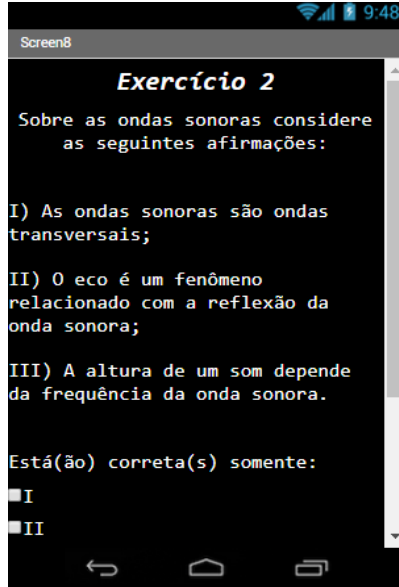 9:48
Screen8
Exercício 2
Sobre as ondas sonoras considere
as seguintes afirmações:
I) As ondas sonoras são ondas
transversais;
II) O eco é um fenômeno
relacionado com a reflexão da
onda sonora;
III) A altura de um som depende
da frequência da onda sonora.
Está(ão) correta(s) somente:
I
II